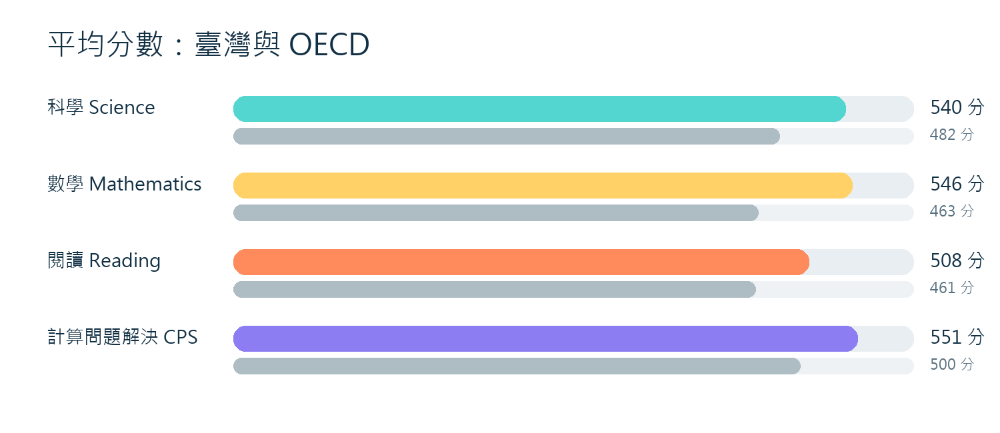 平均分數：臺灣與 OECD
科學 Science
540 分
482 分
數學 Mathematics
546 分
463 分
閱讀 Reading
508 分
461 分
計算問題解決 CPS
551 分
500 分